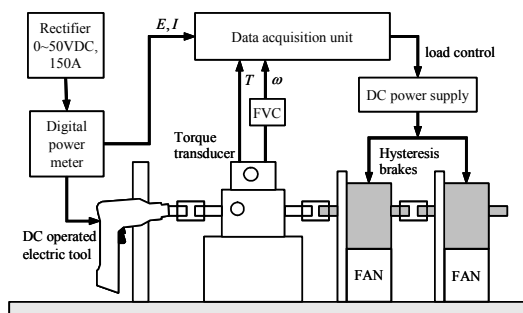 Rectifier
0~50VDC,
150A
E, I
Data acquisition unit
load control
T
ω
DC power supply
Digital
power
meter
FVC
Torque
transducer
Hysteresis
brakes
DC operated
electric tool
FAN
FAN